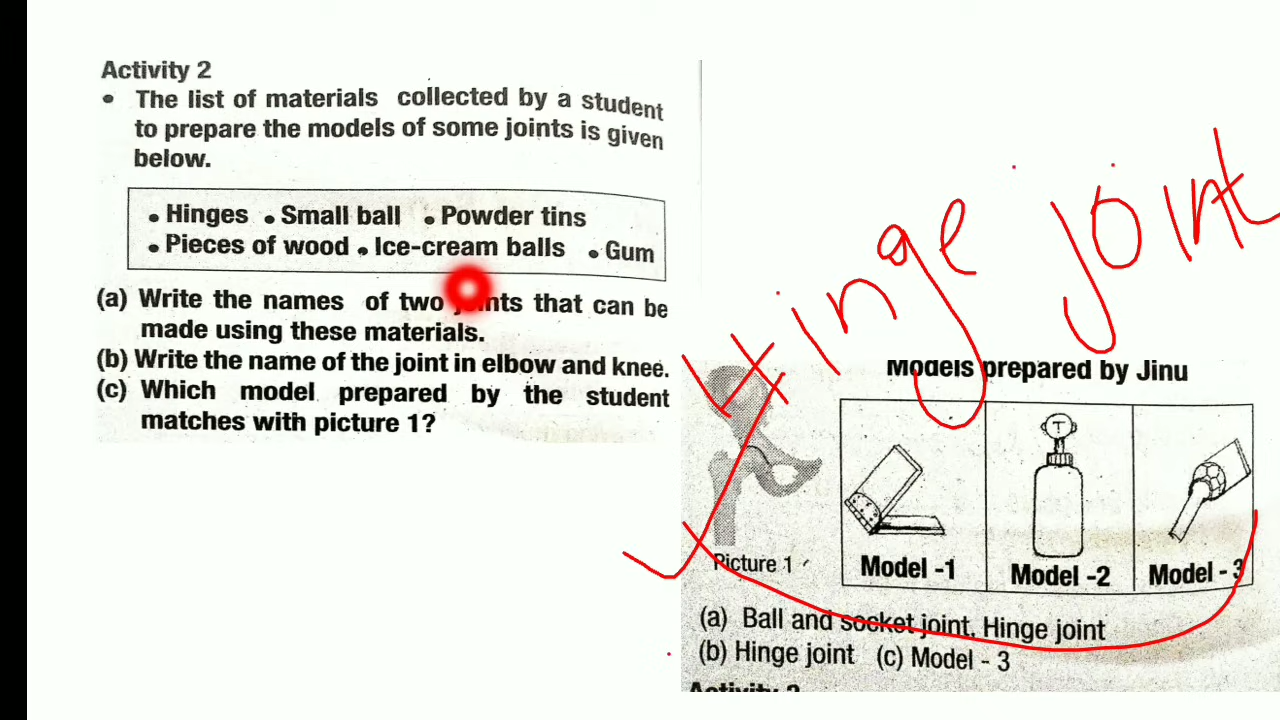 Activity 2
• The list of materials collected by a student
to prepare the models of some joints is given
below.
• Hinges • Small ball • Powder tins
• Pieces of wood • Ice-cream balls • Gum
(a) Write the names of two joints that can be
made using these materials.
(b) Write the name of the joint in elbow and knee.
(c) Which model prepared by the student
matches with picture 1?
Hinge joint
Models prepared by Jinu
T
Picture 1
Model -1
Model -2
Model - 3
(a) Ball and socket joint, Hinge joint
(b) Hinge joint (c) Model - 3
Activity 3